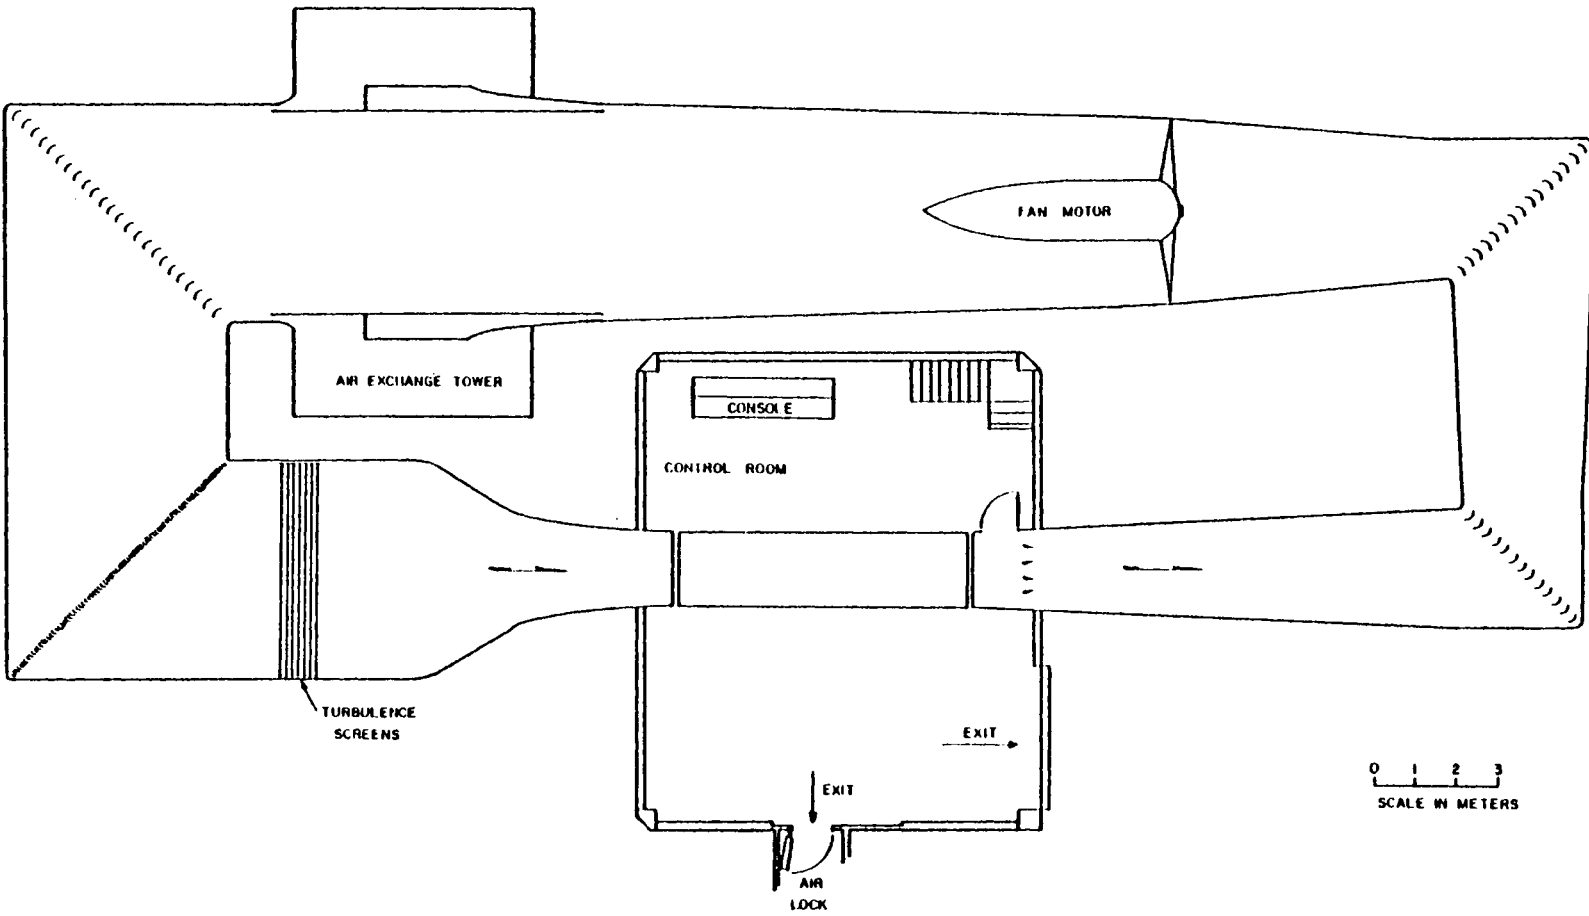 FAN MOTOR
AIR EXCHANGE TOWER
CONSOLE
CONTROL ROOM
TURBULENCE
SCREENS
EXIT
EXIT
0 1 2 3
SCALE IN METERS
AIR
LOCK